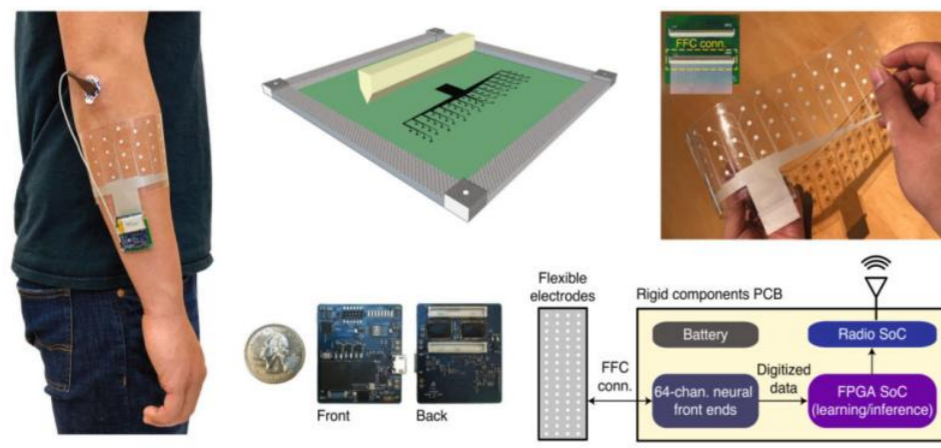 FFC conn.
Flexible
electrodes
Rigid components PCB
Battery
Radio SoC
FFC
conn.
64-chan. neural
front ends
Digitized
data
FPGA SoC
(learning/inference)
Front
Back